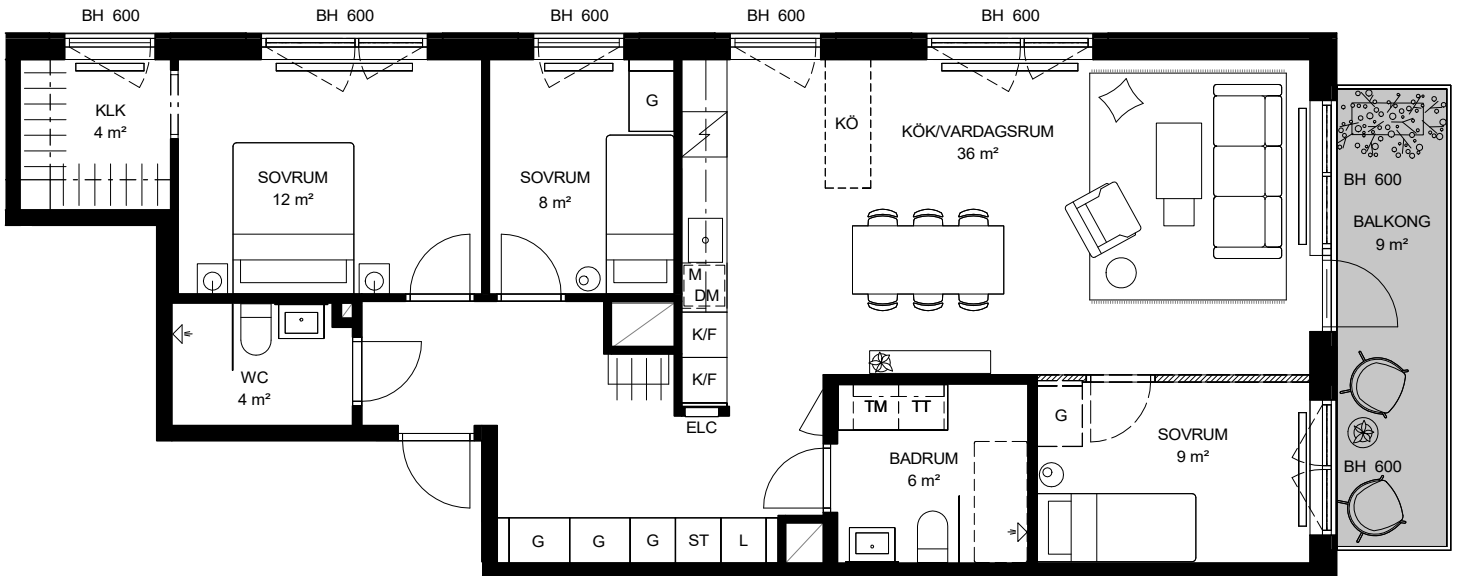 BH 600
BH 600
BH 600
BH 600
BH 600
KLK
4 m²
SOVRUM
12 m²
SOVRUM
8 m²
G
KÖ
KÖK/VARDAGSRUM
36 m²
BH 600
BALKONG
9 m²
M
DM
K/F
K/F
ELC
WC
4 m²
TM
TT
BADRUM
6 m²
G
SOVRUM
9 m²
BH 600
G
G
G
ST
L